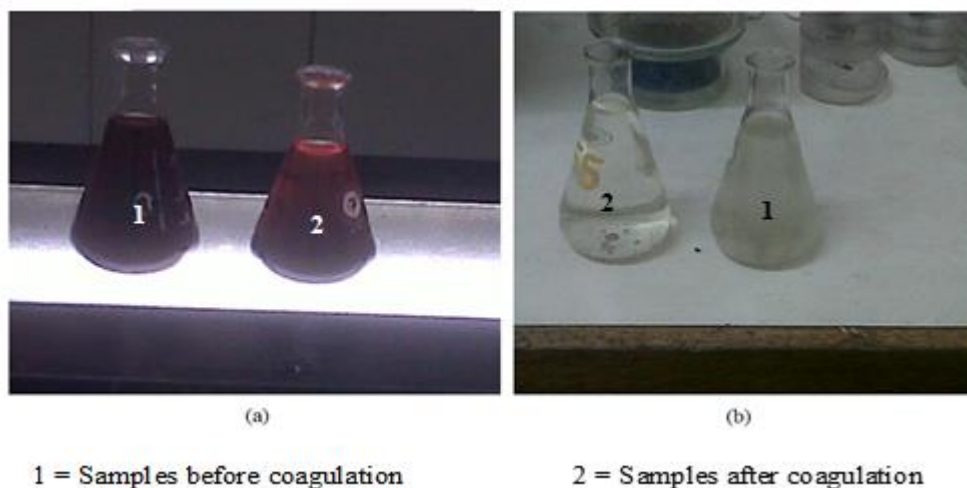 1
2
2
1
(a)
(b)
1 = Samples before coagulation
2 = Samples after coagulation